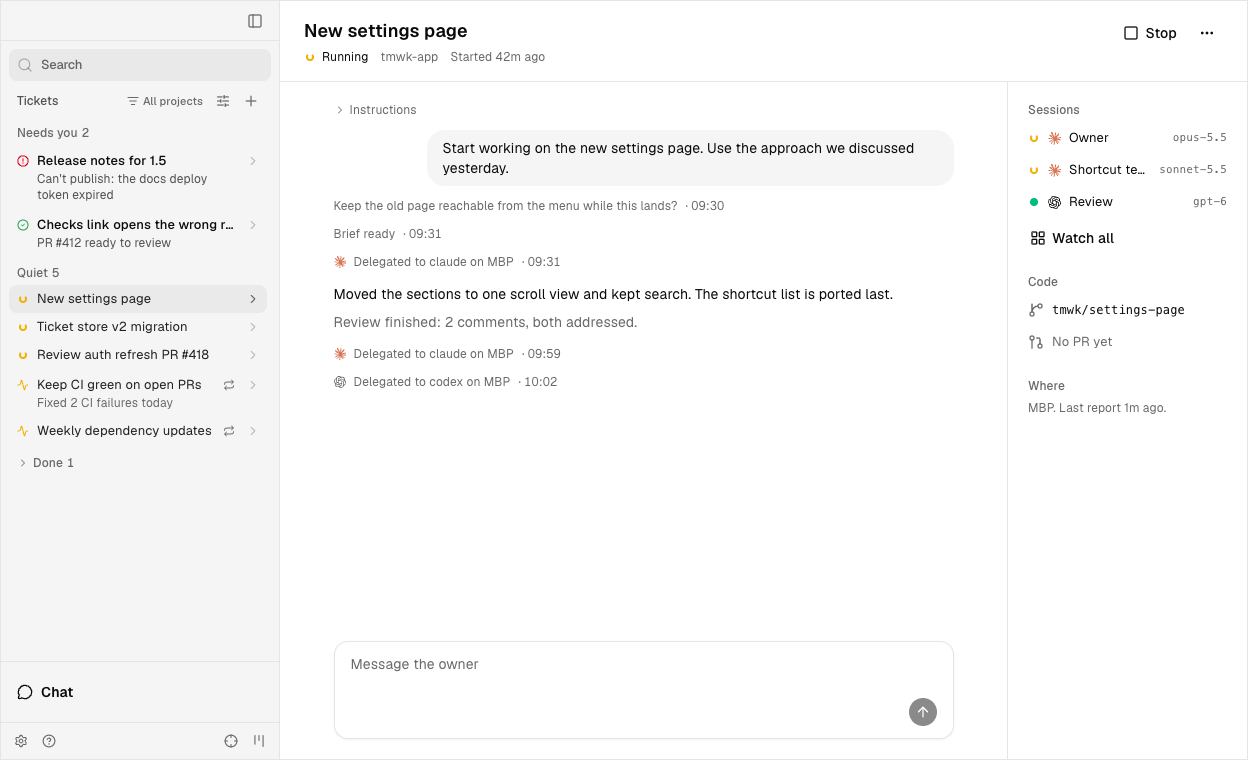 Search
Tickets
All projects
Needs you 2
Release notes for 1.5
Can't publish: the docs deploy
token expired
Checks link opens the wrong r…
PR #412 ready to review
Quiet 5
New settings page
Ticket store v2 migration
Review auth refresh PR #418
Keep CI green on open PRs
Fixed 2 CI failures today
Weekly dependency updates
Done 1
Chat
New settings page
Running tmwk-app Started 42m ago
Stop
Instructions
Start working on the new settings page. Use the approach we discussed
yesterday.
Keep the old page reachable from the menu while this lands? · 09:30
Brief ready · 09:31
Delegated to claude on MBP · 09:31
Moved the sections to one scroll view and kept search. The shortcut list is ported last.
Review finished: 2 comments, both addressed.
Delegated to claude on MBP · 09:59
Delegated to codex on MBP · 10:02
Message the owner
Sessions
Owner opus-5.5
Shortcut te… sonnet-5.5
Review gpt-6
Watch all
Code
tmwk/settings-page
No PR yet
Where
MBP. Last report 1m ago.